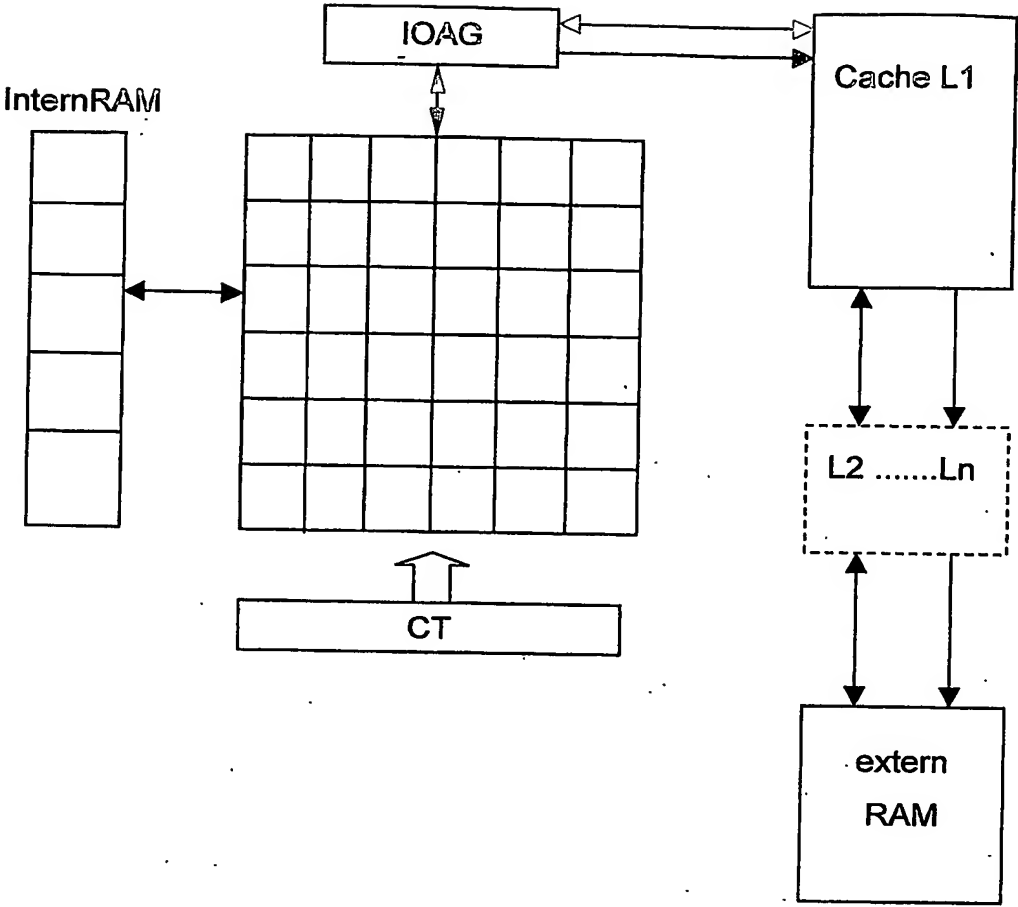 IOAG
Cache L1
InternRAM
L2 .......Ln
CT
extern
RAM